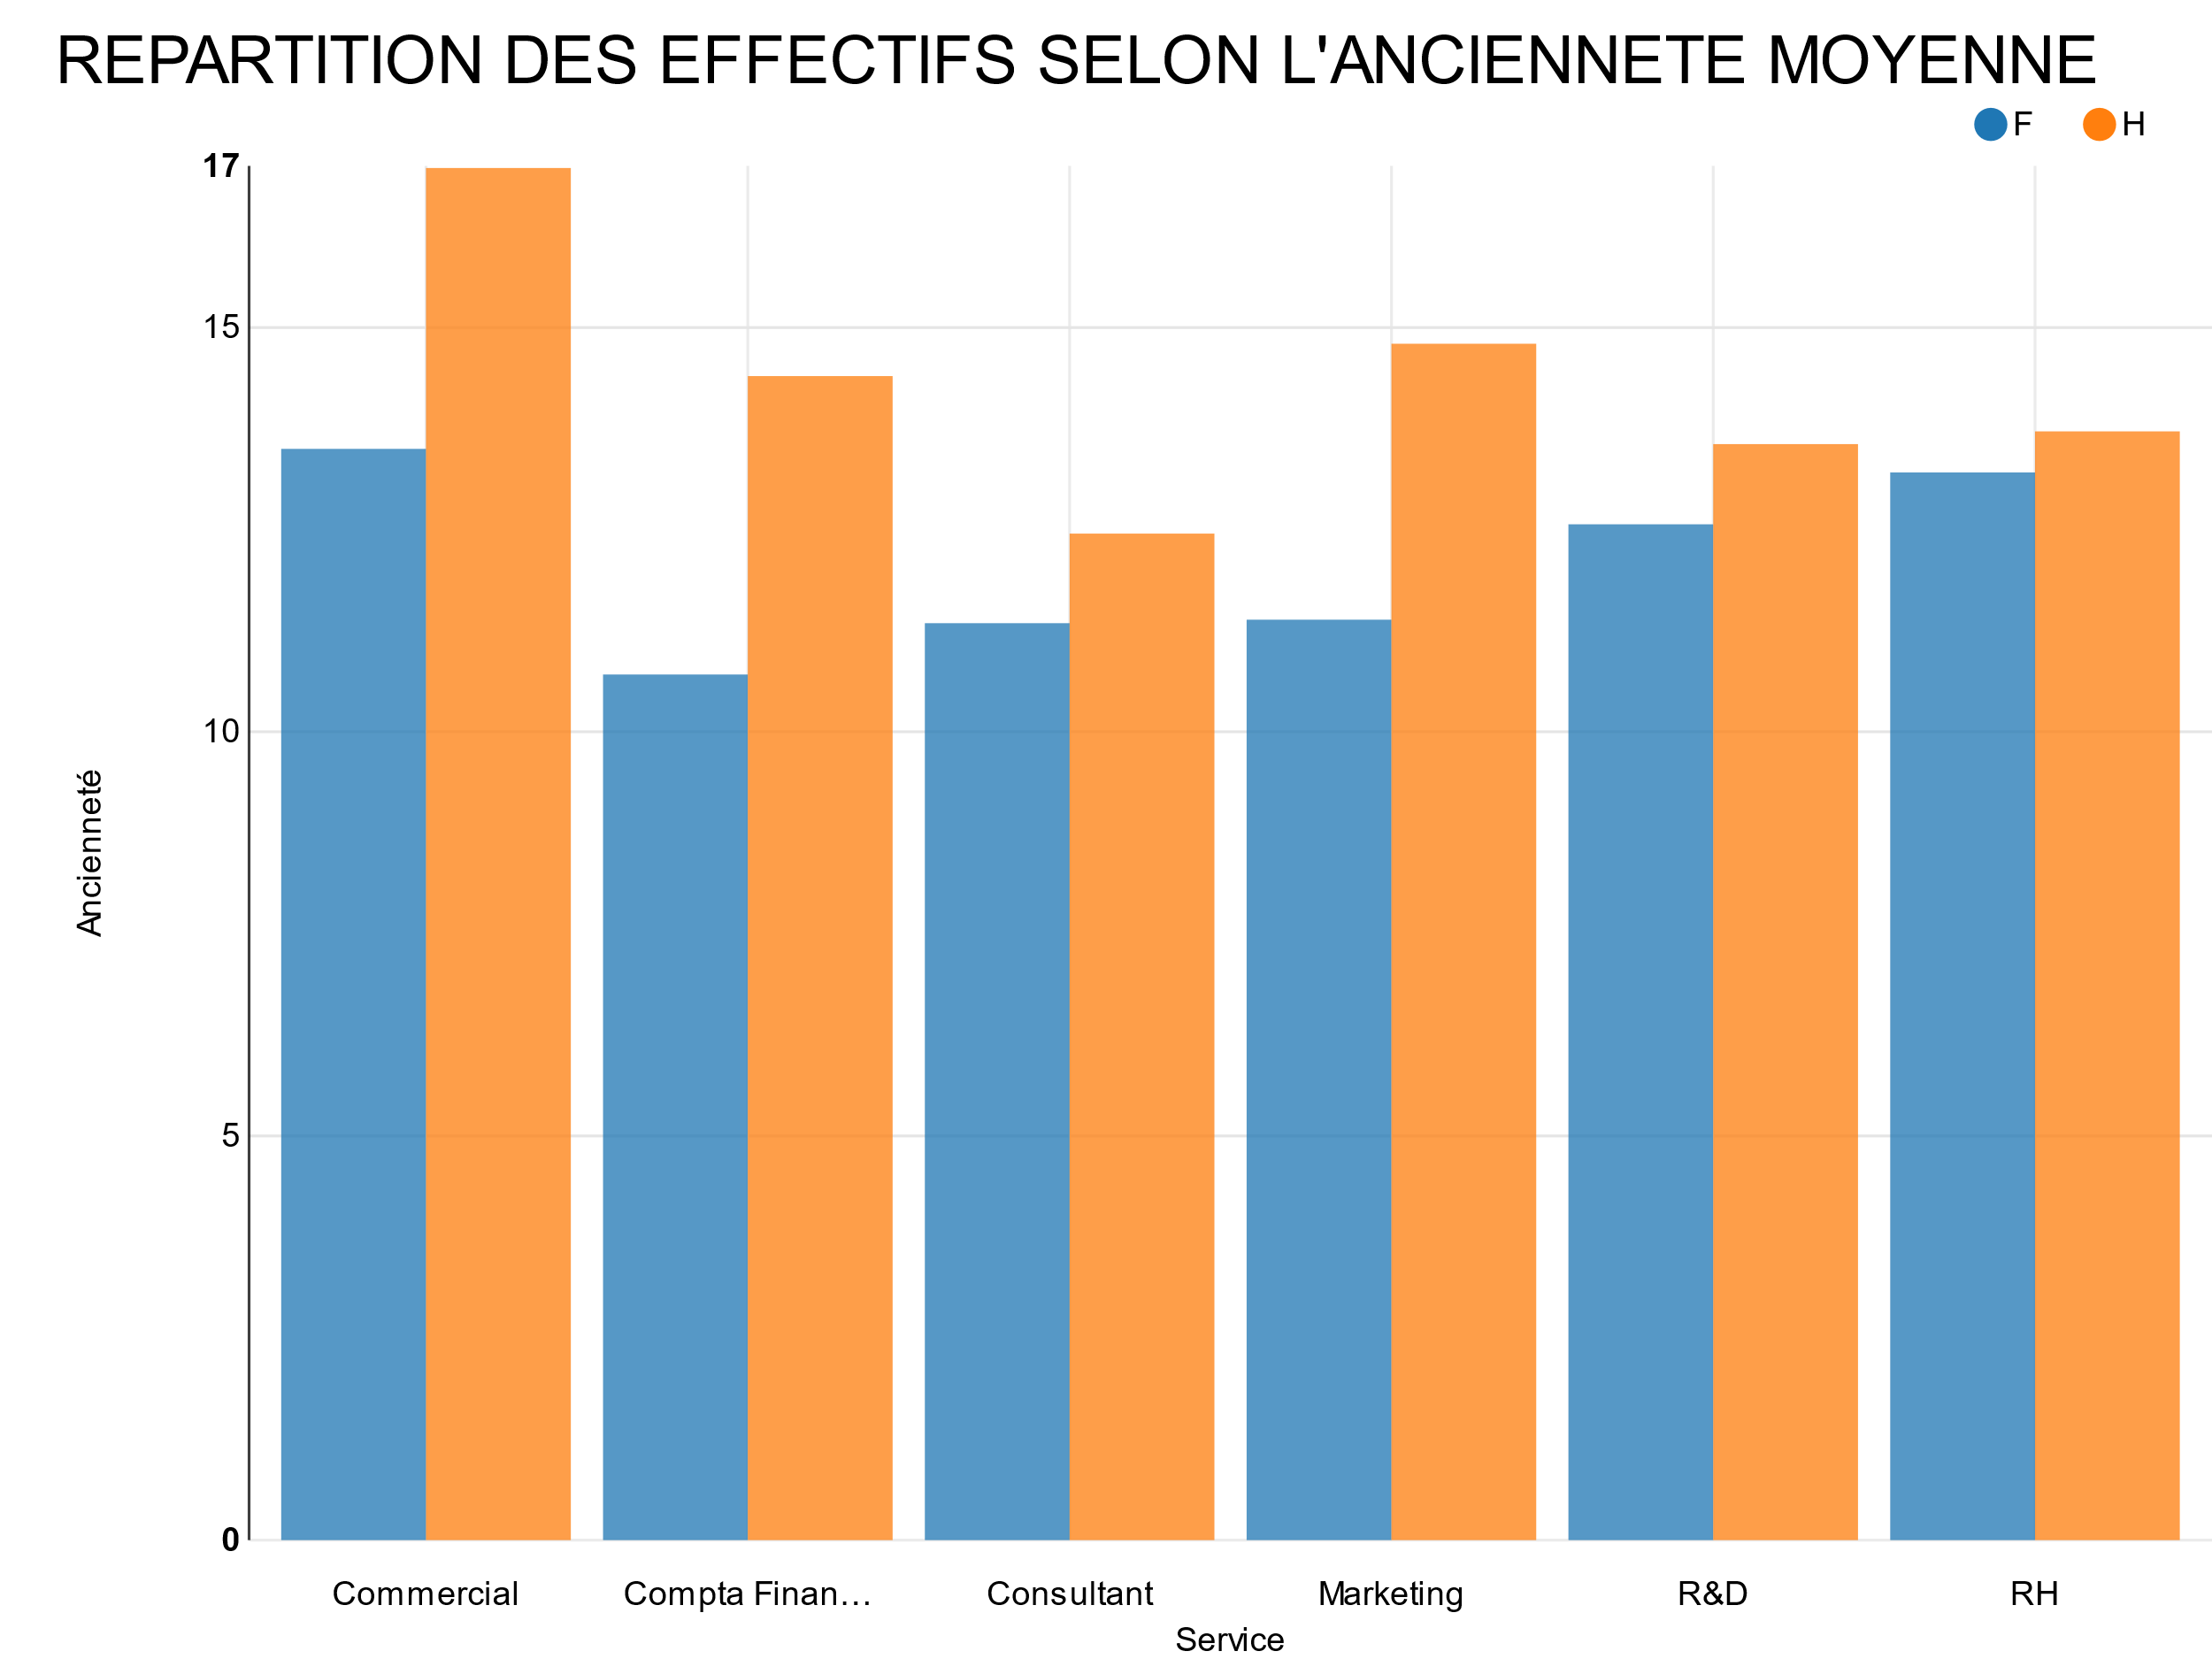 REPARTITION DES EFFECTIFS SELON L'ANCIENNETE MOYENNE
F H
17
15
10
5
0
Ancienneté
Commercial Compta Finan… Consultant Marketing R&D RH
Service